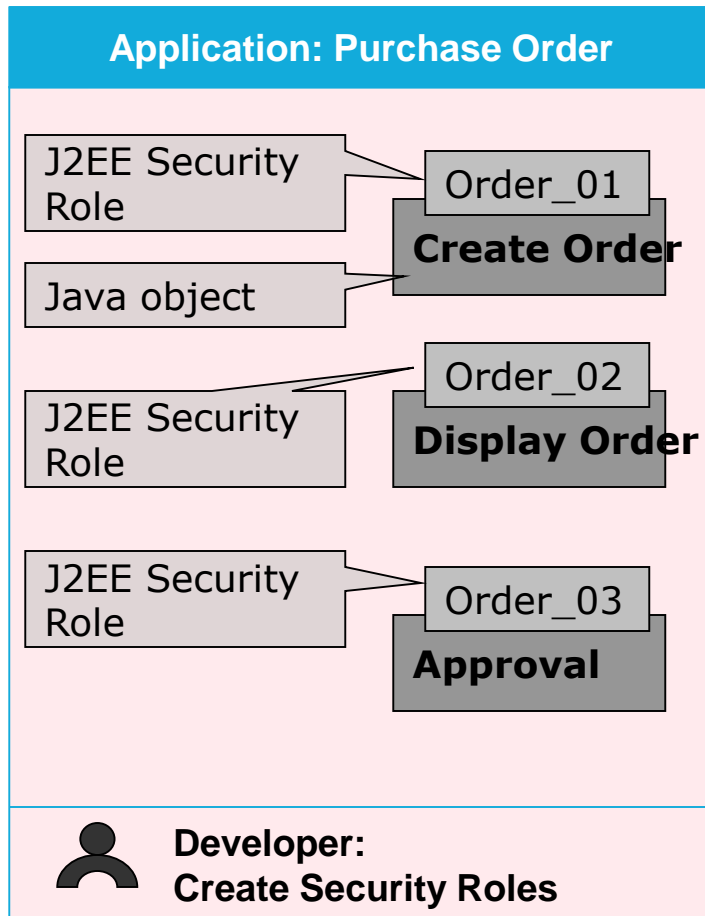 Application: Purchase Order
J2EE Security
Role
Order_01
Create Order
Java object
Order_02
J2EE Security
Role
Display Order
J2EE Security
Role
Order_03
Approval
Developer:
Create Security Roles